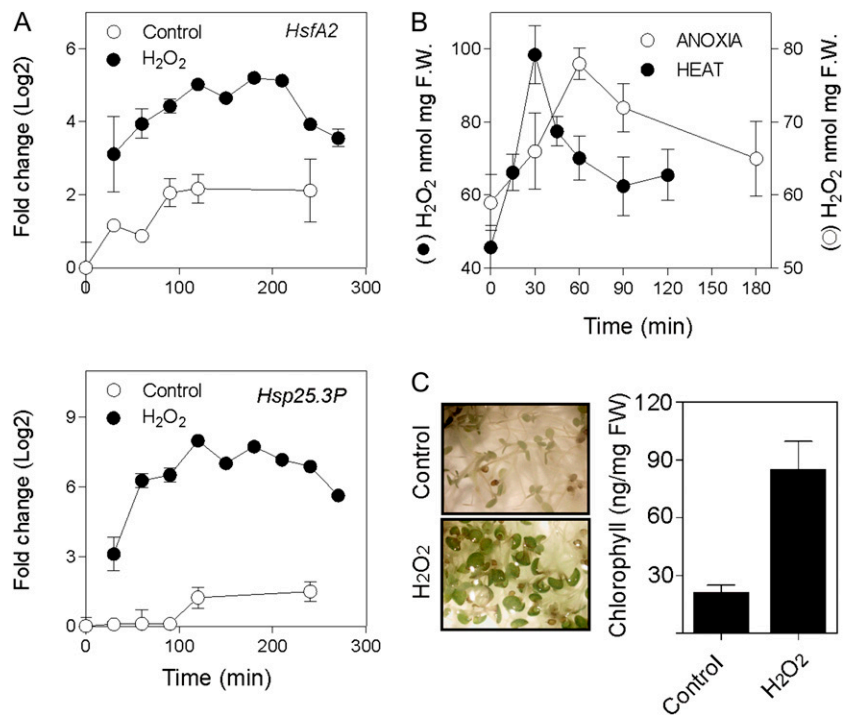 A
Control
H₂O₂
HsfA2
Fold change (Log2)
6
4
2
0
0 100 200 300
B
ANOXIA
HEAT
(●) H₂O₂ nmol mg F.W.
100
80
60
40
(○) H₂O₂ nmol mg F.W.
80
70
60
50
0 30 60 90 120 150 180
Time (min)
Control
H₂O₂
Hsp25.3P
Fold change (Log2)
9
6
3
0
0 100 200 300
Time (min)
C
Control
H₂O₂
Chlorophyll (ng/mg FW)
120
90
60
30
Control
H₂O₂